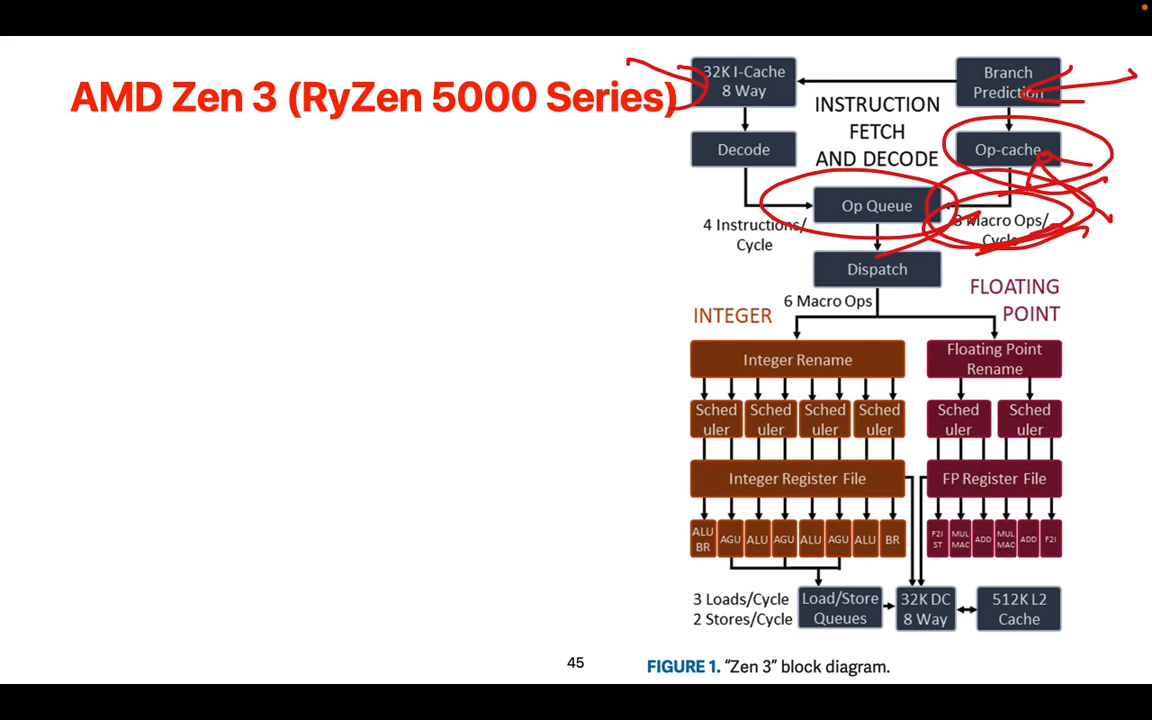 AMD Zen 3 (RyZen 5000 Series)
32K I-Cache
8 Way
Branch
Prediction
INSTRUCTION
FETCH
AND DECODE
Decode
Op-cache
Op Queue
4 Instructions/
Cycle
8 Macro Ops/
Cycle
Dispatch
6 Macro Ops
INTEGER
FLOATING
POINT
Integer Rename
Floating Point
Rename
Sched
uler
Sched
uler
Sched
uler
Sched
uler
Sched
uler
Sched
uler
Integer Register File
FP Register File
ALU
BR
AGU
ALU
AGU
ALU
AGU
ALU
BR
F2I
ST
MUL
MAC
ADD
MUL
MAC
ADD
F2I
3 Loads/Cycle
2 Stores/Cycle
Load/Store
Queues
32K DC
8 Way
512K L2
Cache
45
FIGURE 1. “Zen 3” block diagram.